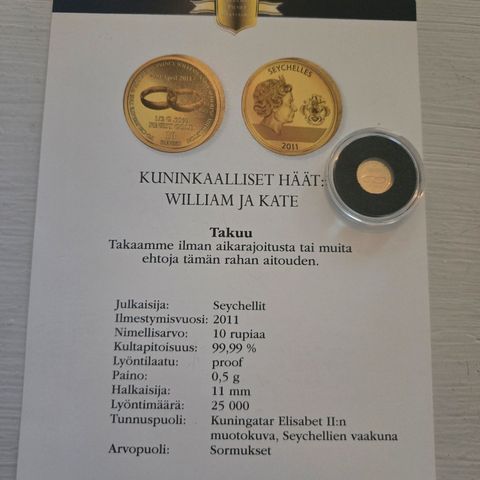 SEYCHELLES
2011
KUNINKAALLISET HÄÄT:
WILLIAM JA KATE
Takuu
Takaamme ilman aikarajoitusta tai muita
ehtoja tämän rahan aitouden.
Julkaisija: Seychellit
Ilmestymisvuosi: 2011
Nimellisarvo: 10 rupiaa
Kultapitoisuus: 99,99 %
Lyöntilaatu: proof
Paino: 0,5 g
Halkaisija: 11 mm
Lyöntimäärä: 25 000
Tunnuspuoli: Kuningatar Elisabet II:n
muotokuva, Seychellien vaakuna
Arvopuoli: Sormukset